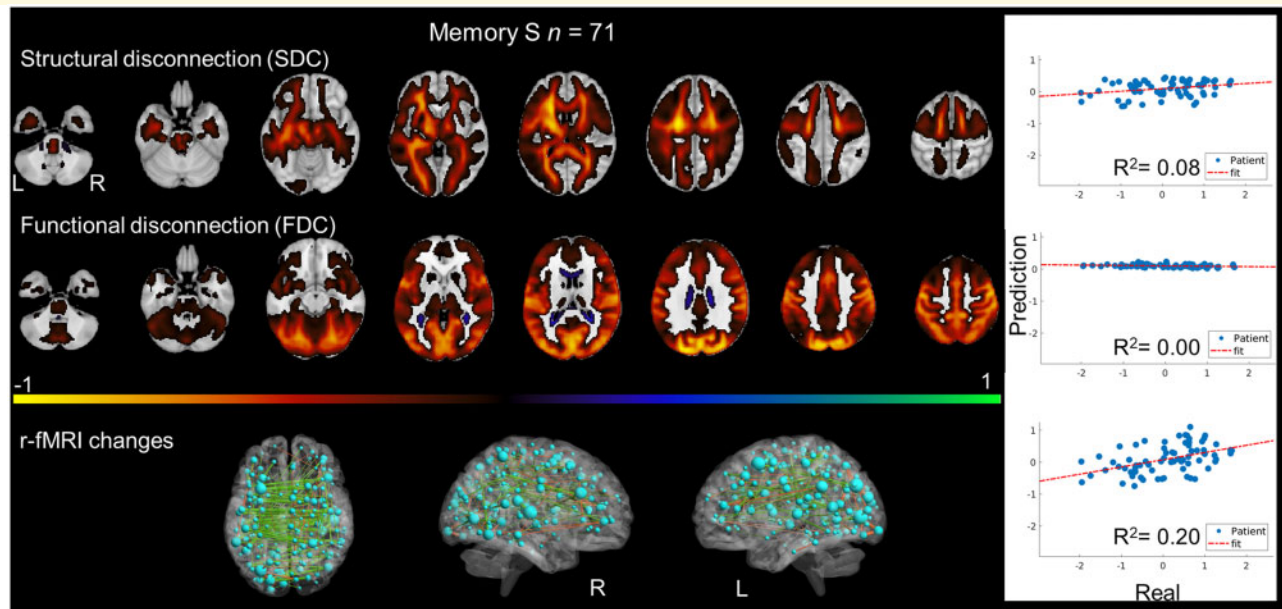 Memory S n = 71
Structural disconnection (SDC)
L R
Functional disconnection (FDC)
-1 1
r-fMRI changes
R L
1
0
-1
-2
R²= 0.08
Patient
fit
-2 -1 0 1 2
Prediction
1
0
-1
-2
R²= 0.00
Patient
fit
-2 -1 0 1 2
1
0
-1
-2
R²= 0.20
Patient
fit
-2 -1 0 1 2
Real